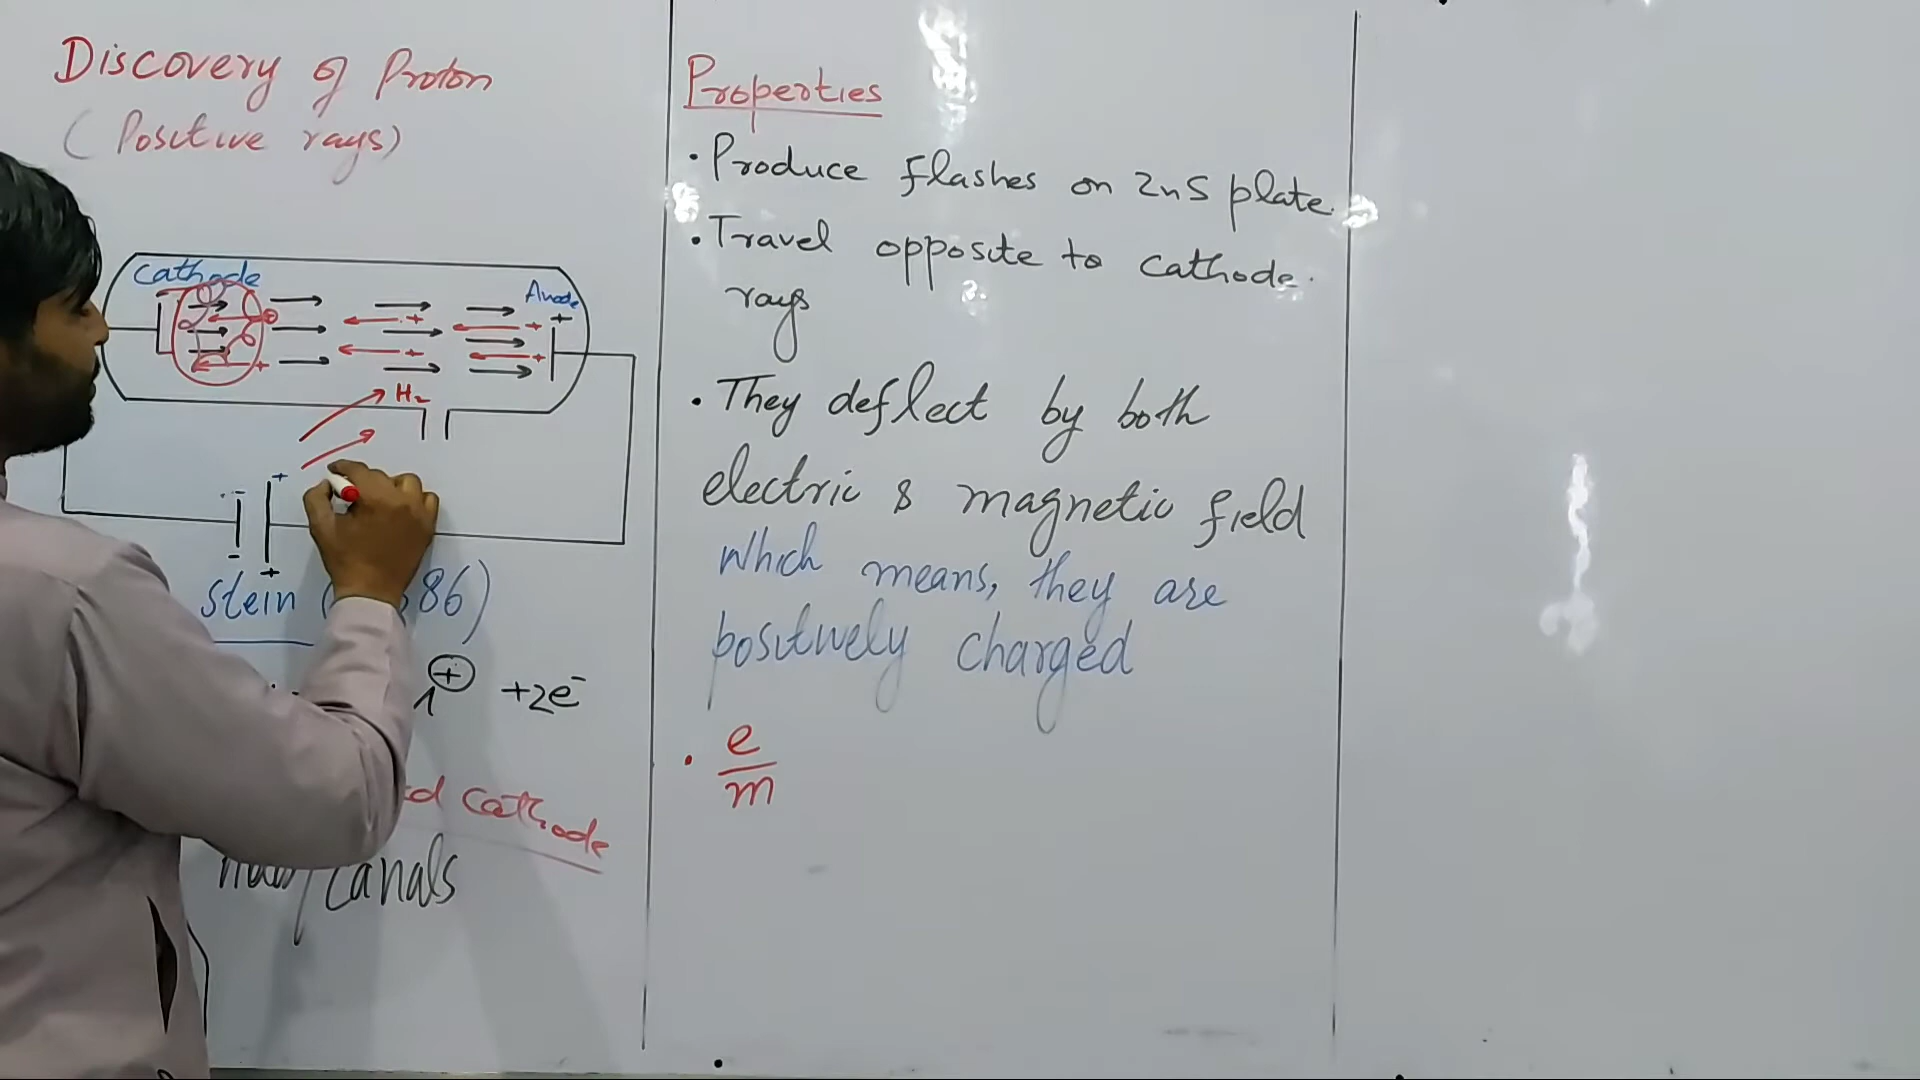 Discovery of Proton
(Positive rays)
Cathode
Anode
H2
stein ( 86)
+ +2e-
cathode
canals
Properties
• Produce flashes on ZnS plate.
• Travel opposite to cathode.
rays
• They deflect by both
electric & magnetic field
which means, they are
positively charged
• e
m